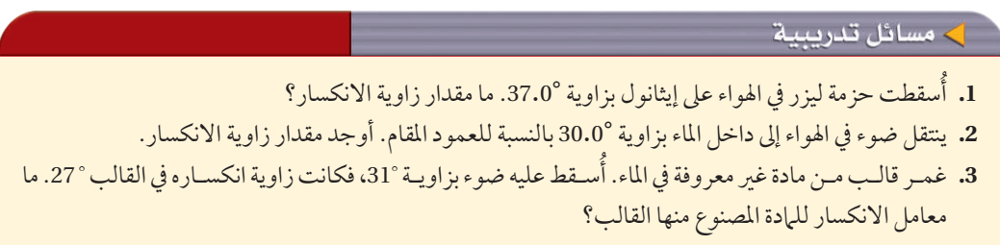 مسائل تدريبية
1. أُسقطت حزمة ليزر في الهواء على إيثانول بزاوية 37.0°. ما مقدار زاوية الانكسار؟
2. ينتقل ضوء في الهواء إلى داخل الماء بزاوية 30.0° بالنسبة للعمود المقام. أوجد مقدار زاوية الانكسار.
3. غمر قالب من مادة غير معروفة في الماء. أُسقط عليه ضوء بزاوية 31°، فكانت زاوية انكساره في القالب 27°. ما
معامل الانكسار للمادة المصنوع منها القالب؟